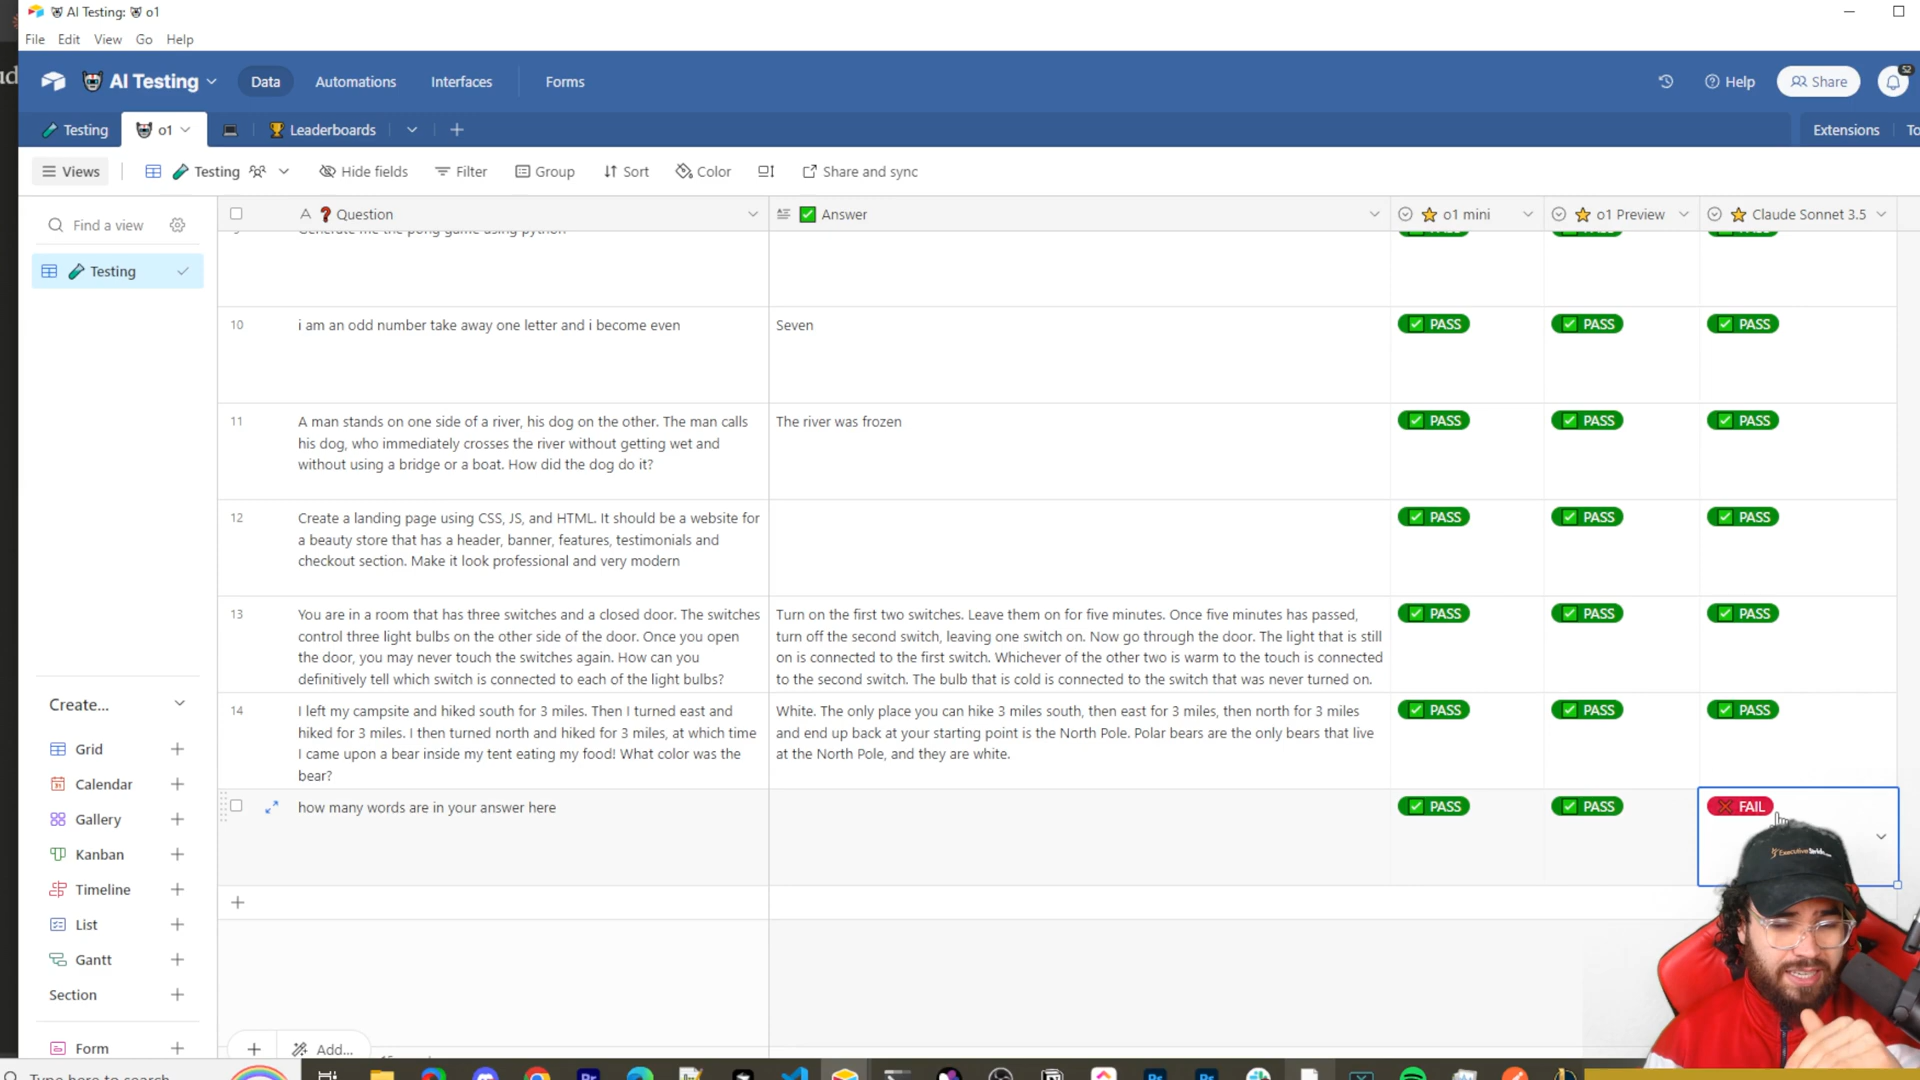 AI Testing: o1
File Edit View Go Help
AI Testing
Data
Automations
Interfaces
Forms
Help
Share
52
Testing
o1
Leaderboards
Extensions
Views
Testing
Hide fields
Filter
Group
Sort
Color
Share and sync
Find a view
Testing
Question
Answer
o1 mini
o1 Preview
Claude Sonnet 3.5
Generate me the pong game using python
10
i am an odd number take away one letter and i become even
Seven
PASS
PASS
PASS
11
A man stands on one side of a river, his dog on the other. The man calls
his dog, who immediately crosses the river without getting wet and
without using a bridge or a boat. How did the dog do it?
The river was frozen
PASS
PASS
PASS
12
Create a landing page using CSS, JS, and HTML. It should be a website for
a beauty store that has a header, banner, features, testimonials and
checkout section. Make it look professional and very modern
PASS
PASS
PASS
13
You are in a room that has three switches and a closed door. The switches
control three light bulbs on the other side of the door. Once you open
the door, you may never touch the switches again. How can you
definitively tell which switch is connected to each of the light bulbs?
Turn on the first two switches. Leave them on for five minutes. Once five minutes has passed,
turn off the second switch, leaving one switch on. Now go through the door. The light that is still
on is connected to the first switch. Whichever of the other two is warm to the touch is connected
to the second switch. The bulb that is cold is connected to the switch that was never turned on.
PASS
PASS
PASS
14
I left my campsite and hiked south for 3 miles. Then I turned east and
hiked for 3 miles. I then turned north and hiked for 3 miles, at which time
I came upon a bear inside my tent eating my food! What color was the
bear?
White. The only place you can hike 3 miles south, then east for 3 miles, then north for 3 miles
and end up back at your starting point is the North Pole. Polar bears are the only bears that live
at the North Pole, and they are white.
PASS
PASS
PASS
how many words are in your answer here
PASS
PASS
FAIL
Create...
Grid
Calendar
Gallery
Kanban
Timeline
List
Gantt
Section
Form
Add...
Type here to search